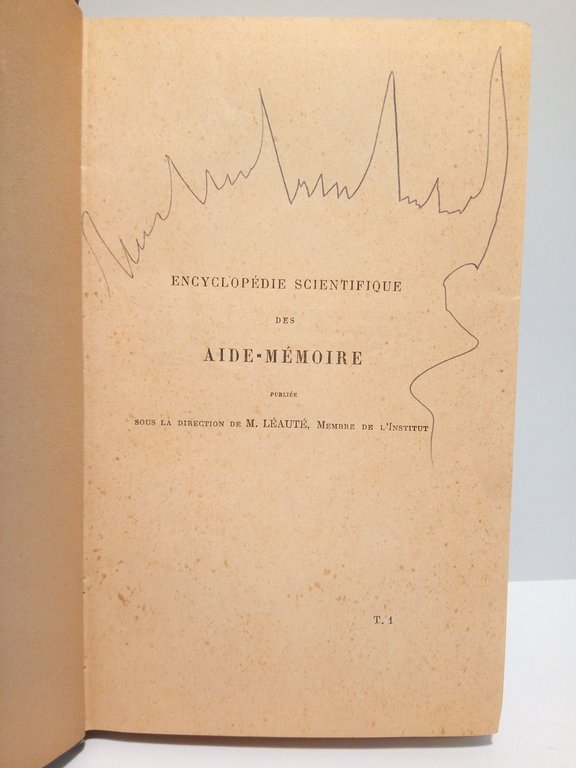 ENCYCLOPÉDIE SCIENTIFIQUE
DES
AIDE-MÉMOIRE
PUBLIÉE
SOUS LA DIRECTION DE M. LÉAUTÉ, MEMBRE DE L'INSTITUT
T. 1